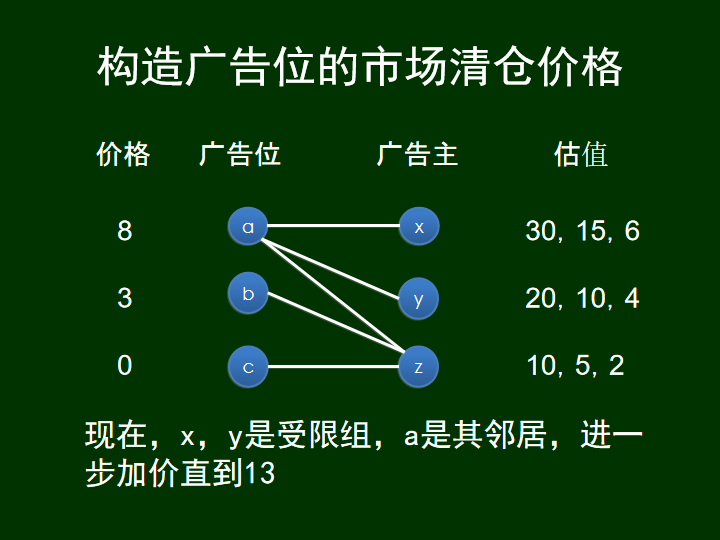 构造广告位的市场清仓价格
价格 广告位 广告主 估值
8 a x 30, 15, 6
3 b y 20, 10, 4
0 c z 10, 5, 2
现在，x，y是受限组，a是其邻居，进一
步加价直到13